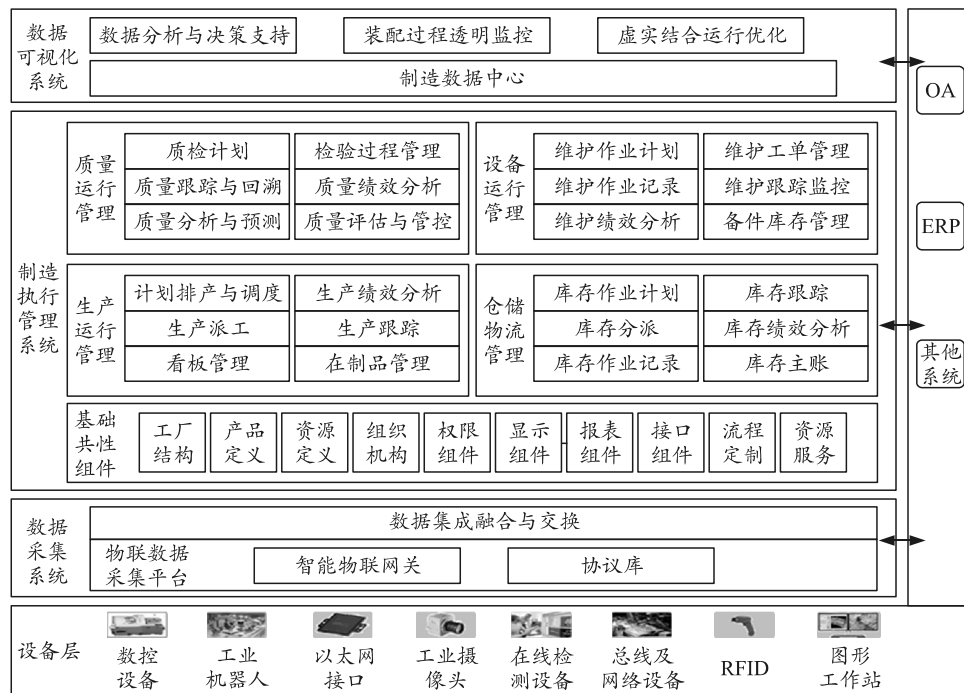 数据
可视化
系统
数据分析与决策支持
装配过程透明监控
虚实结合运行优化
制造数据中心
制造
执行
管理
系统
质量
运行
管理
质检计划
检验过程管理
质量跟踪与回溯
质量绩效分析
质量分析与预测
质量评估与管控
设备
运行
管理
维护作业计划
维护工单管理
维护作业记录
维护跟踪监控
维护绩效分析
备件库存管理
生产
运行
管理
计划排产与调度
生产绩效分析
生产派工
生产跟踪
看板管理
在制品管理
仓储
物流
管理
库存作业计划
库存跟踪
库存分派
库存绩效分析
库存作业记录
库存主账
基础
共性
组件
工厂
结构
产品
定义
资源
定义
组织
机构
权限
组件
显示
组件
报表
组件
接口
组件
流程
定制
资源
服务
数据
采集
系统
数据集成融合与交换
物联数据
采集平台
智能物联网关
协议库
OA
ERP
其他
系统
设备层
数控
设备
工业
机器人
以太网
接口
工业摄
像头
在线检
测设备
总线及
网络设备
RFID
图形
工作站